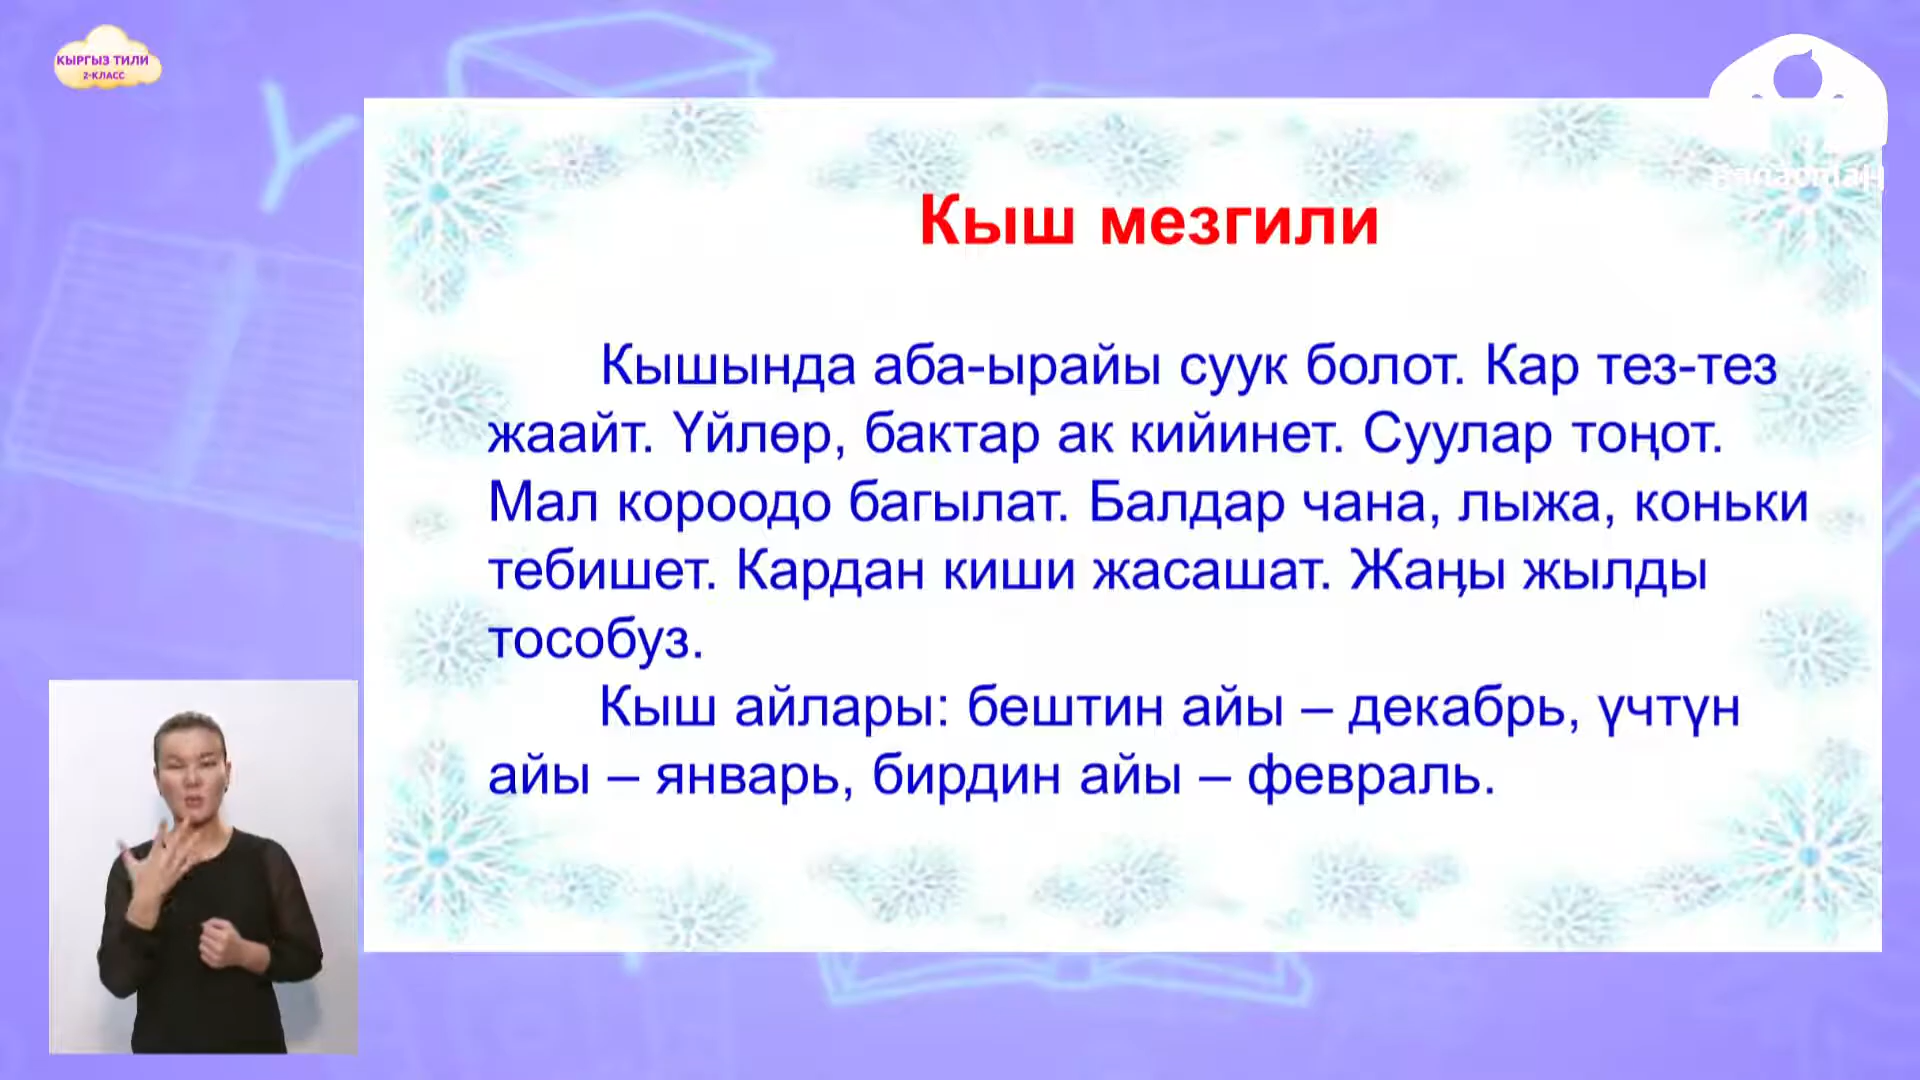 КЫРГЫЗ ТИЛИ
2-КЛАСС
Кыш мезгили
Кышында аба-ырайы суук болот. Кар тез-тез
жаайт. Үйлөр, бактар ак кийинет. Суулар тоңот.
Мал короодо багылат. Балдар чана, лыжа, коньки
тебишет. Кардан киши жасашат. Жаңы жылды
тособуз.
Кыш айлары: бештин айы – декабрь, үчтүн
айы – январь, бирдин айы – февраль.